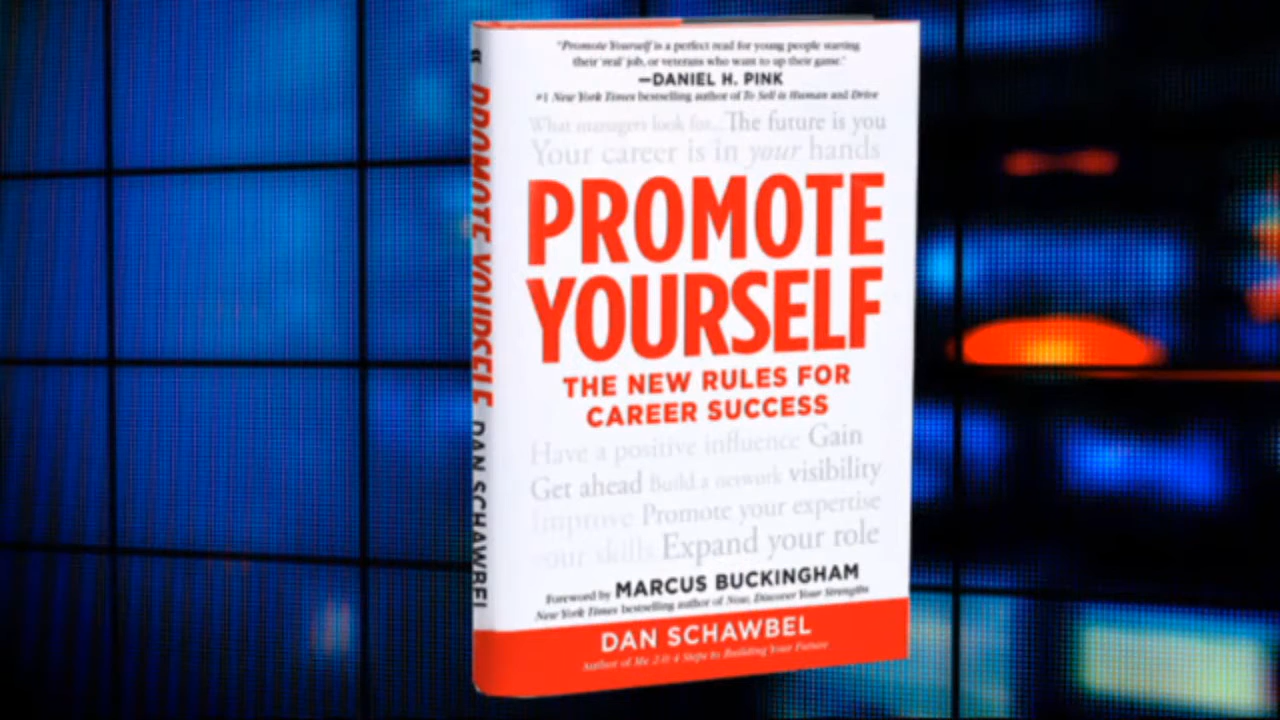 "Promote Yourself is a perfect read for young people starting
their 'real' job, or veterans who want to up their game."
—DANIEL H. PINK
#1 New York Times bestselling author of To Sell is Human and Drive
What managers look for... The future is you
Your career is in your hands
PROMOTE
YOURSELF
THE NEW RULES FOR
CAREER SUCCESS
Have a positive influence Gain
Get ahead Build a network visibility
Improve Promote your expertise
your skills Expand your role
Foreword by MARCUS BUCKINGHAM
New York Times bestselling author of Now, Discover Your Strengths
DAN SCHAWBEL
Author of Me 2.0: 4 Steps to Building Your Future
PROMOTE YOURSELF DAN SCHAWBEL